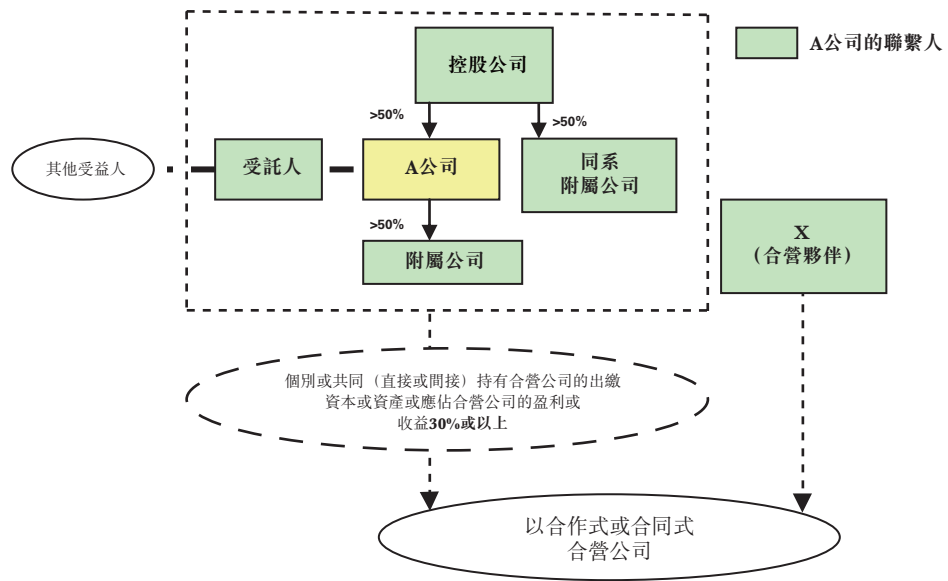 控股公司
A公司的聯繫人
>50%
>50%
其他受益人
受託人
A公司
同系
附屬公司
>50%
附屬公司
X
（合營夥伴）
個別或共同（直接或間接）持有合營公司的出繳
資本或資產或應佔合營公司的盈利或
收益30%或以上
以合作式或合同式
合營公司